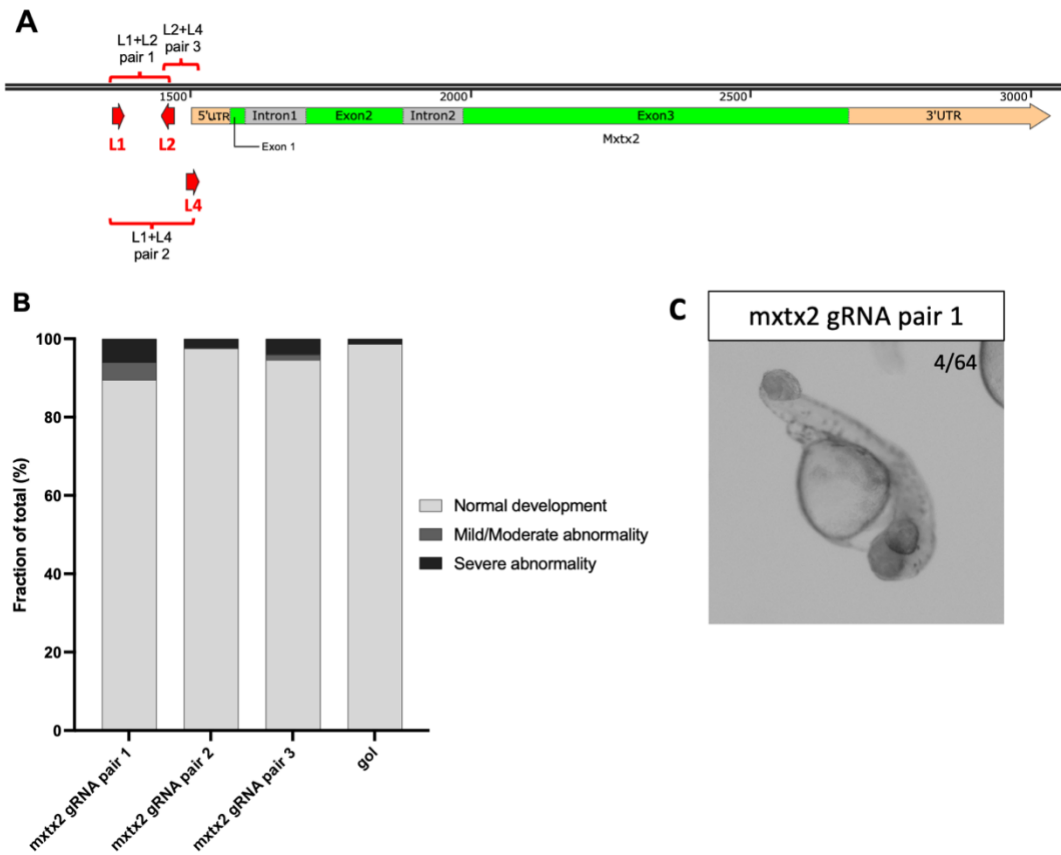 A
L1+L2
pair 1
L2+L4
pair 3
1500 2000 2500 3000
5'UTR Intron1 Exon2 Intron2 Exon3 3'UTR
L1 L2 Exon 1 Mxtx2
L4
L1+L4
pair 2
B
Fraction of total (%)
100
80
60
40
20
0
mxtx2 gRNA pair 1
mxtx2 gRNA pair 2
mxtx2 gRNA pair 3
gol
Normal development
Mild/Moderate abnormality
Severe abnormality
C
mxtx2 gRNA pair 1
4/64